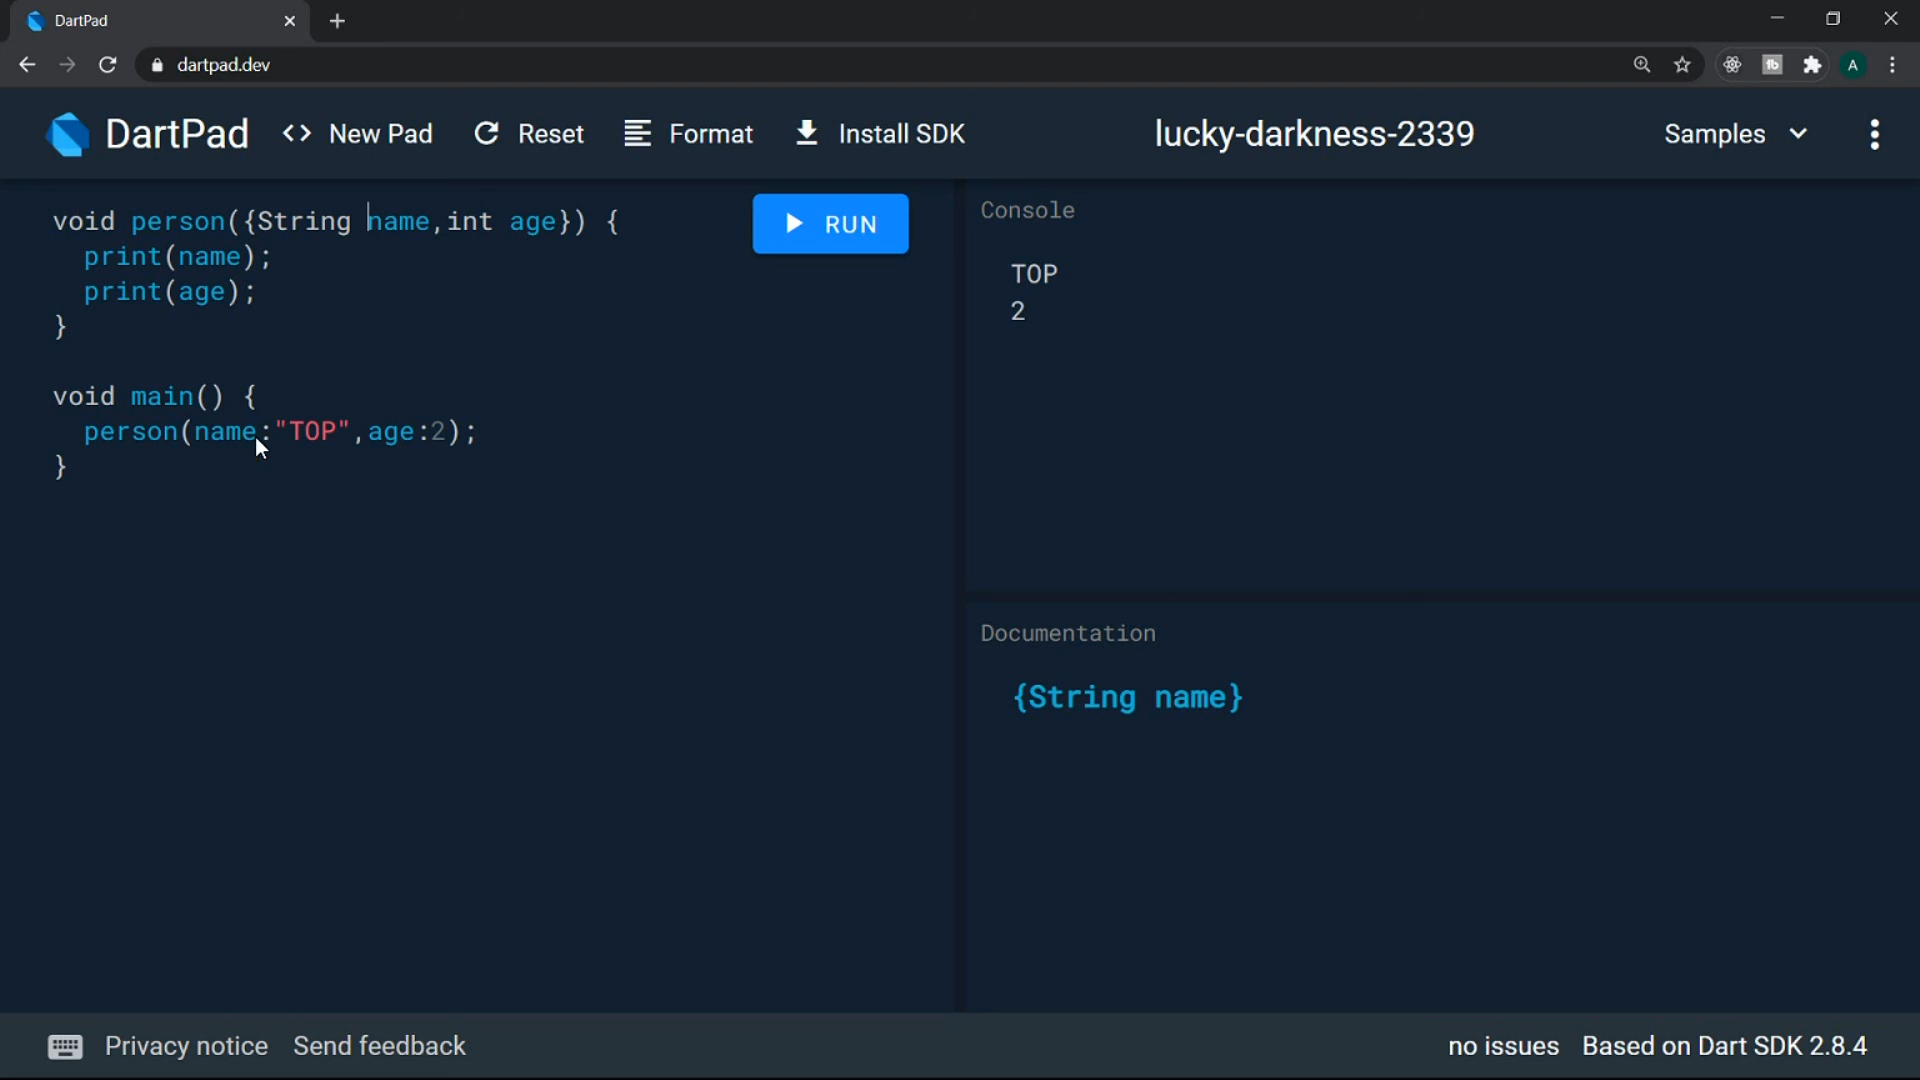 DartPad
dartpad.dev
fb
A
DartPad
<> New Pad
Reset
Format
Install SDK
lucky-darkness-2339
Samples
void person({String name,int age}) {
print(name);
print(age);
}
void main() {
person(name:"TOP",age:2);
}
RUN
Console
TOP
2
Documentation
{String name}
Privacy notice
Send feedback
no issues
Based on Dart SDK 2.8.4